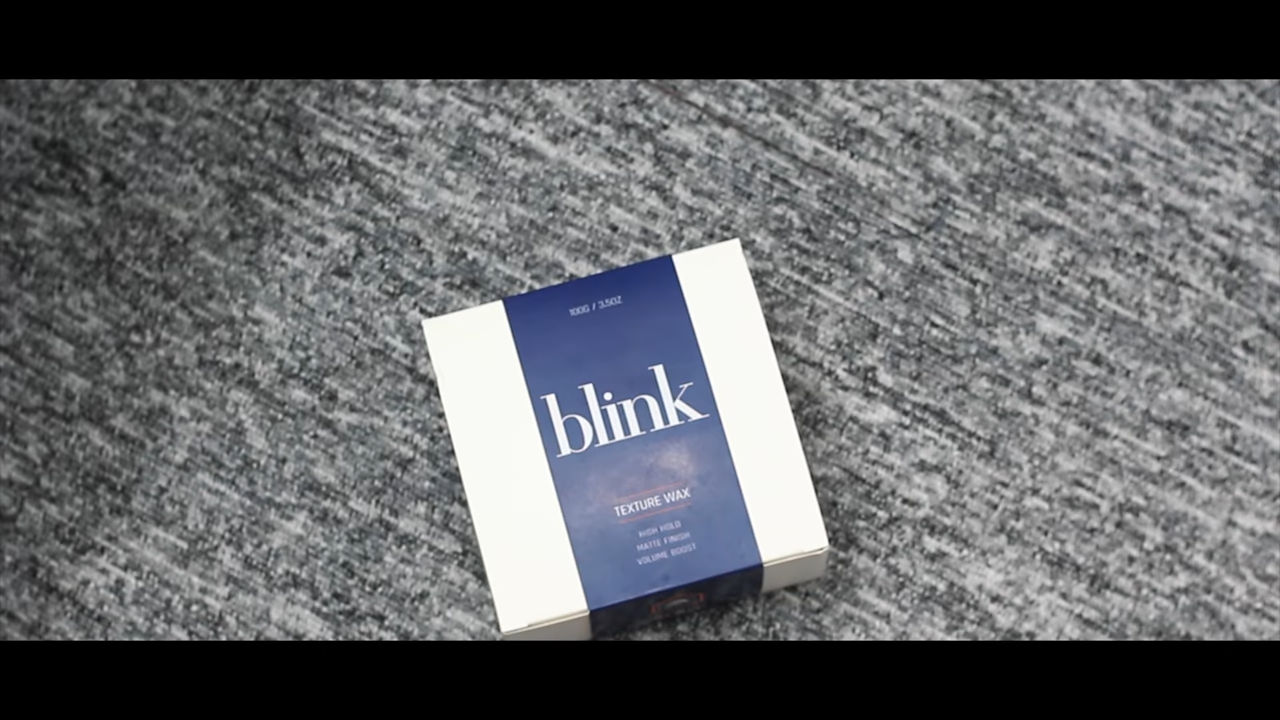 100G / 3.5OZ
blink
TEXTURE WAX
HIGH HOLD
MATTE FINISH
VOLUME BOOST